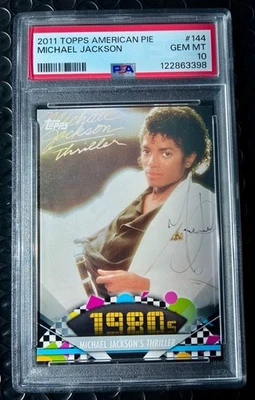 2011 TOPPS AMERICAN PIE #144
MICHAEL JACKSON GEM MT
10
PSA 122863398
Topps
Michael
Jackson
Thriller
1980s
MICHAEL JACKSON'S THRILLER